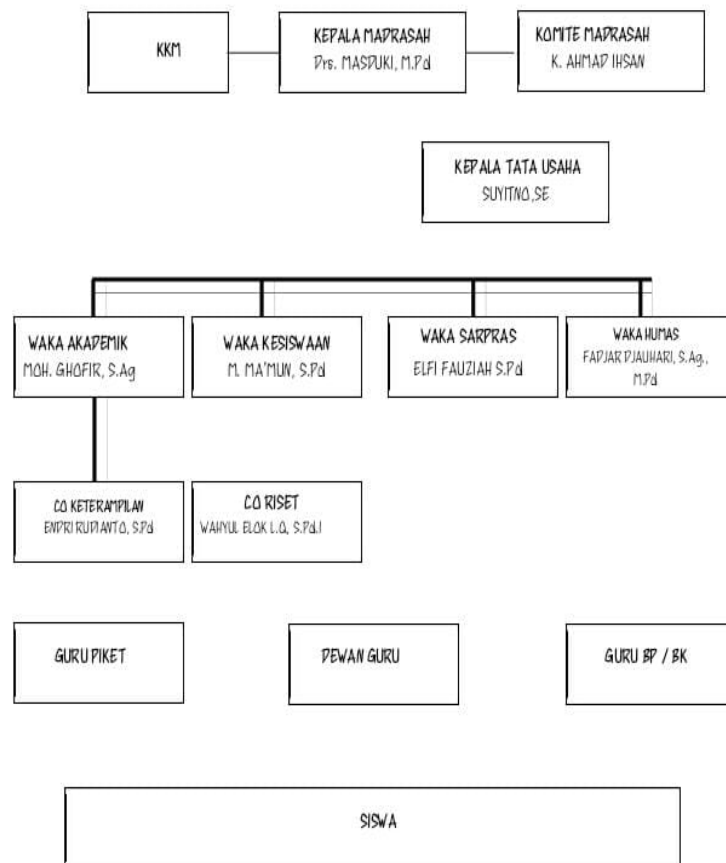 KKM
KEPALA MADRASAH
Drs. MASDUKI, M.Pd
KOMITE MADRASAH
K. AHMAD IHSAN
KEPALA TATA USAHA
SUYITNO,SE
WAKA AKADEMIK
MOH. GHOFIR, S.Ag
WAKA KESISWAAN
M. MA'MUN, S.Pd
WAKA SARPRAS
ELFI FAUZIAH S.Pd
WAKA HUMAS
FADJAR DJAUHARI, S.Ag.,
M.Pd
CO KETERAMPILAN
ENDRI RUDIANTO, S.Pd
CO RISET
WAHYUL ELOK L.Q, S.Pd.I
GURU PIKET
DEWAN GURU
GURU BP / BK
SISWA